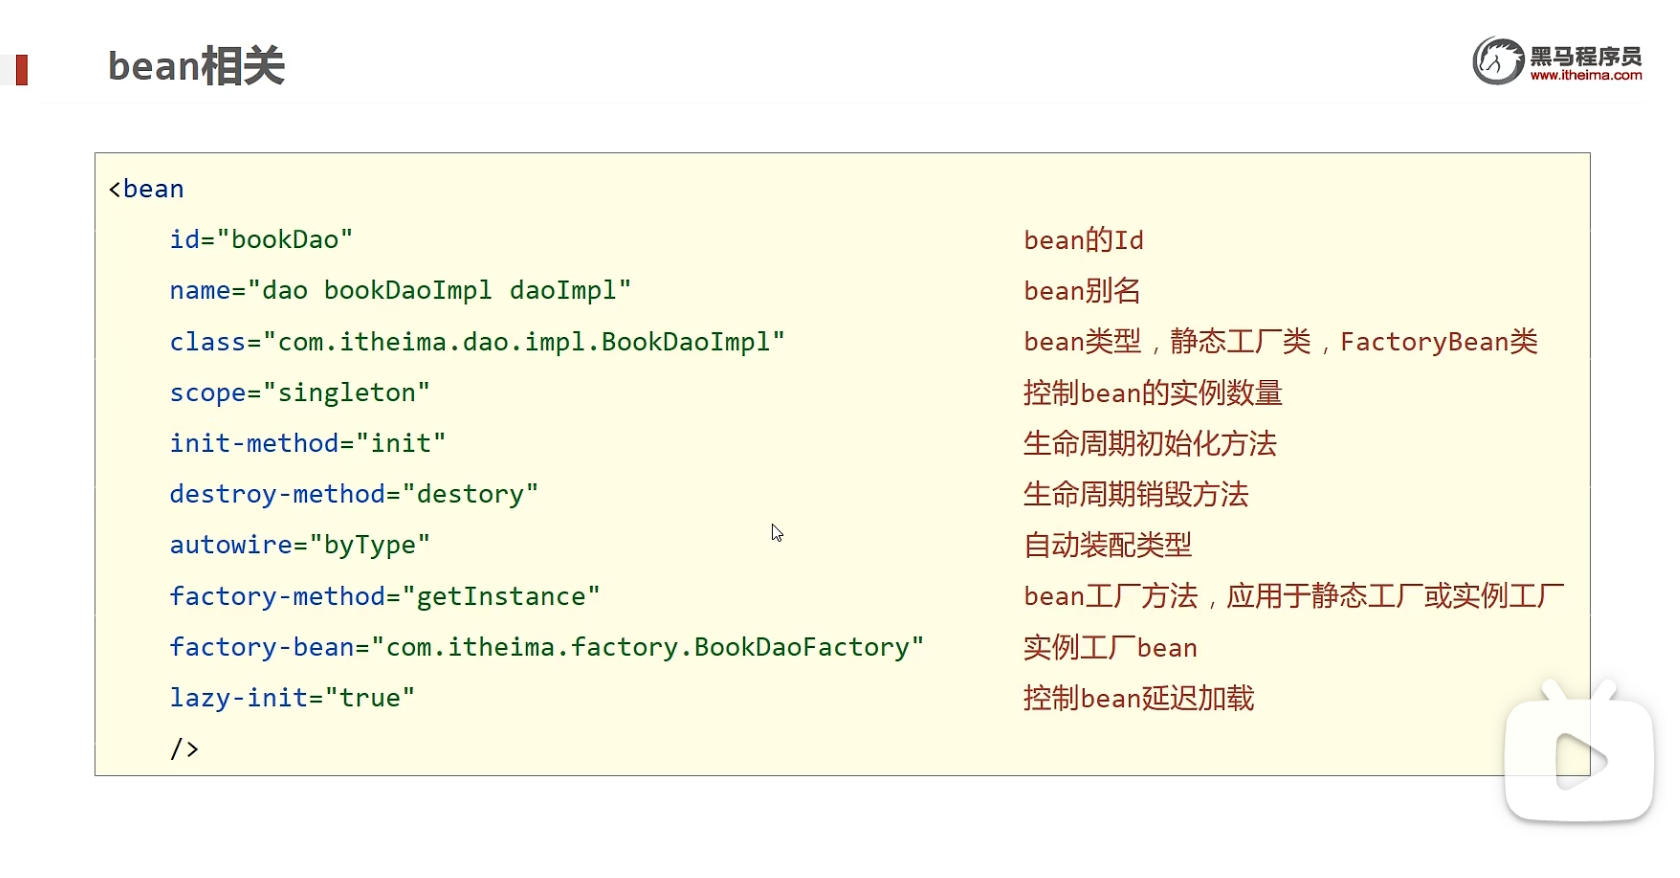 bean相关
黑马程序员
www.itheima.com
<bean
id="bookDao" bean的Id
name="dao bookDaoImpl daoImpl" bean别名
class="com.itheima.dao.impl.BookDaoImpl" bean类型，静态工厂类，FactoryBean类
scope="singleton" 控制bean的实例数量
init-method="init" 生命周期初始化方法
destroy-method="destory" 生命周期销毁方法
autowire="byType" 自动装配类型
factory-method="getInstance" bean工厂方法，应用于静态工厂或实例工厂
factory-bean="com.itheima.factory.BookDaoFactory" 实例工厂bean
lazy-init="true" 控制bean延迟加载
/>